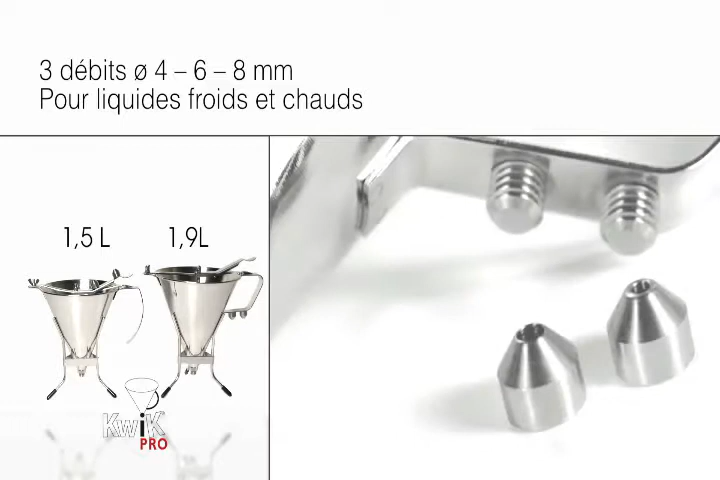 3 débits ø 4 – 6 – 8 mm
Pour liquides froids et chauds
1,5 L
1,9L
KwiK
PRO